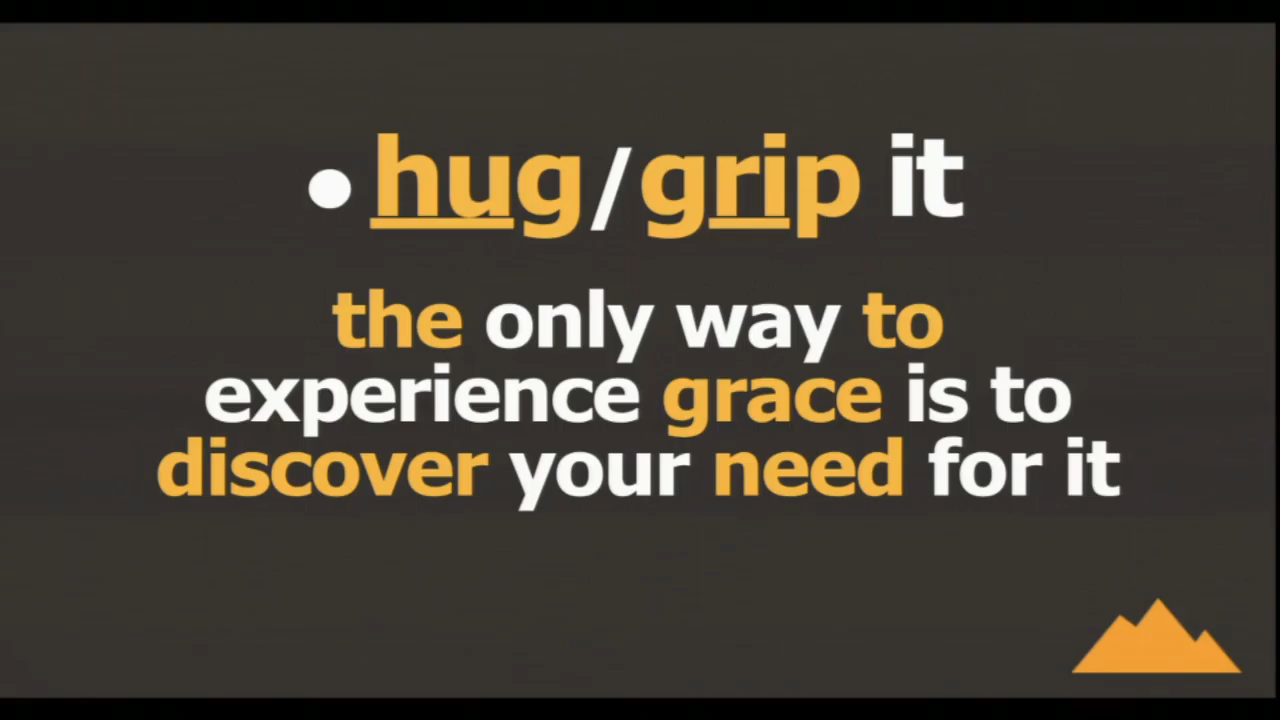 • hug/grip it
the only way to
experience grace is to
discover your need for it